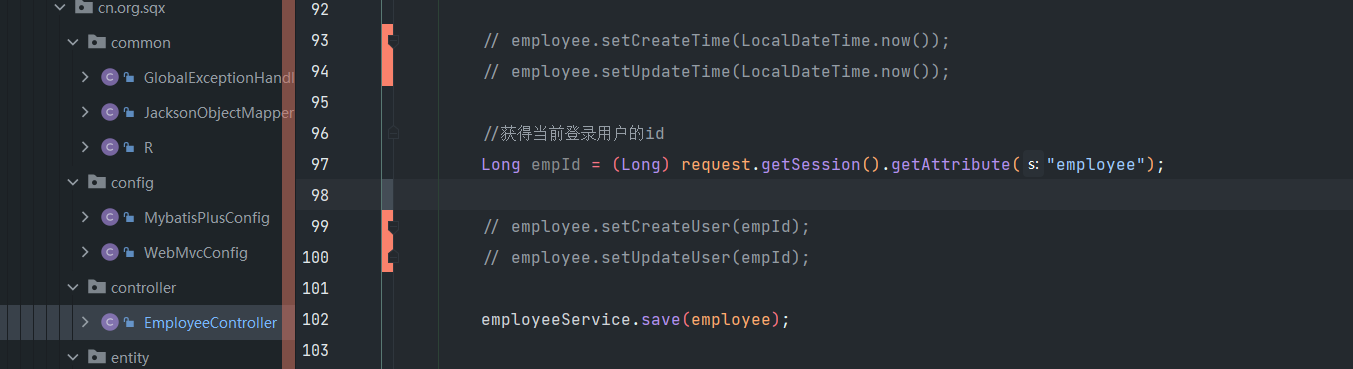 cn.org.sqx
common
GlobalExceptionHandl
JacksonObjectMapper
R
config
MybatisPlusConfig
WebMvcConfig
controller
EmployeeController
entity
92
93 // employee.setCreateTime(LocalDateTime.now());
94 // employee.setUpdateTime(LocalDateTime.now());
95
96 //获得当前登录用户的id
97 Long empId = (Long) request.getSession().getAttribute( s: "employee");
98
99 // employee.setCreateUser(empId);
100 // employee.setUpdateUser(empId);
101
102 employeeService.save(employee);
103